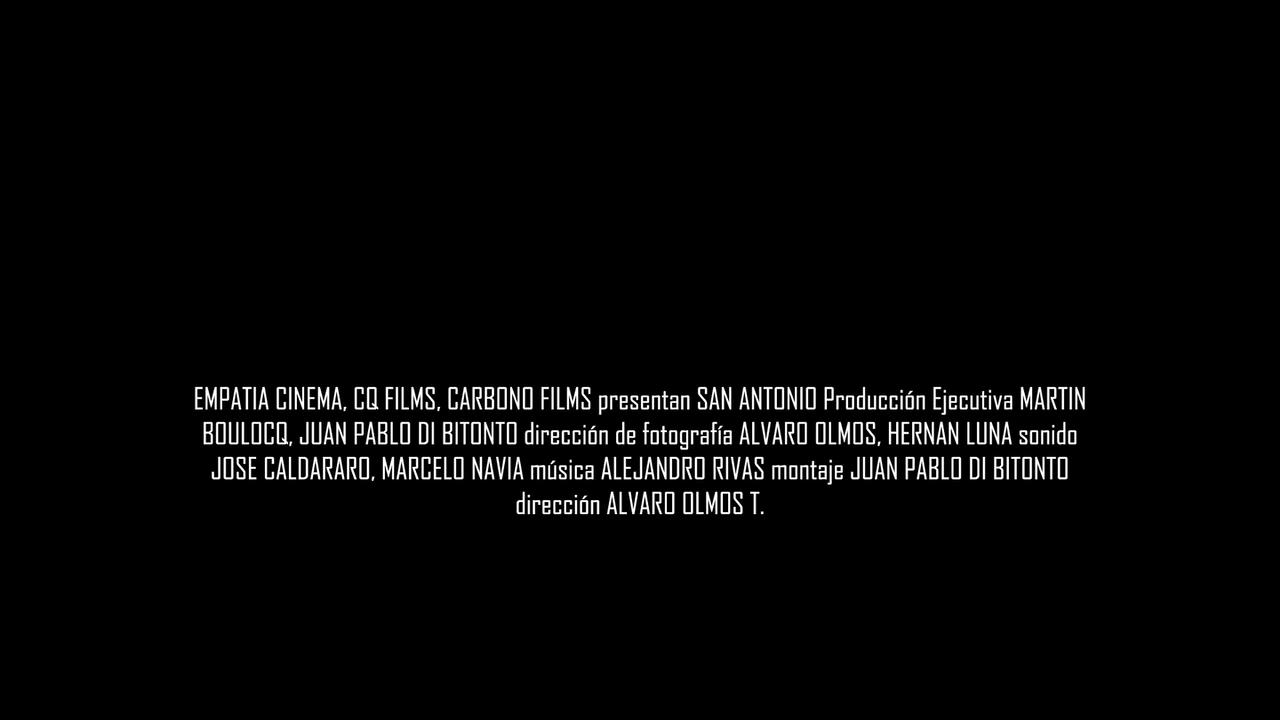 EMPATIA CINEMA, CQ FILMS, CARBONO FILMS presentan SAN ANTONIO Producción Ejecutiva MARTIN
BOULOCQ, JUAN PABLO DI BITONTO dirección de fotografía ALVARO OLMOS, HERNAN LUNA sonido
JOSE CALDARARO, MARCELO NAVIA música ALEJANDRO RIVAS montaje JUAN PABLO DI BITONTO
dirección ALVARO OLMOS T.